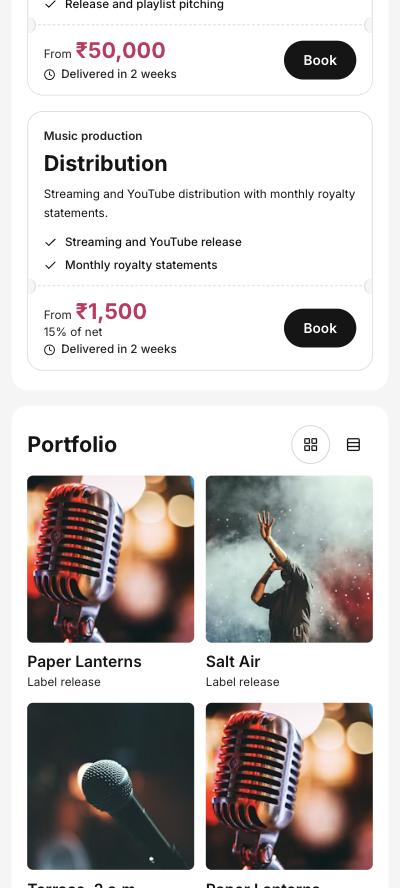 Release and playlist pitching
From ₹50,000
Delivered in 2 weeks
Book
Music production
Distribution
Streaming and YouTube distribution with monthly royalty
statements.
Streaming and YouTube release
Monthly royalty statements
From ₹1,500
15% of net
Delivered in 2 weeks
Book
Portfolio
Paper Lanterns
Salt Air
Label release
Label release
Paper Lanterns